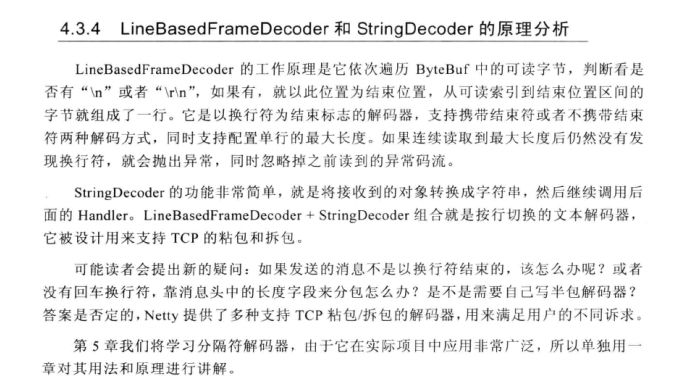 4.3.4 LineBasedFrameDecoder 和 StringDecoder 的原理分析
LineBasedFrameDecoder 的工作原理是它依次遍历 ByteBuf 中的可读字节，判断看是
否有“\n”或者“\r\n”，如果有，就以此位置为结束位置，从可读索引到结束位置区间的
字节就组成了一行。它是以换行符为结束标志的解码器，支持携带结束符或者不携带结束
符两种解码方式，同时支持配置单行的最大长度。如果连续读取到最大长度后仍然没有发
现换行符，就会抛出异常，同时忽略掉之前读到的异常码流。
StringDecoder 的功能非常简单，就是将接收到的对象转换成字符串，然后继续调用后
面的 Handler。LineBasedFrameDecoder + StringDecoder 组合就是按行切换的文本解码器，
它被设计用来支持 TCP 的粘包和拆包。
可能读者会提出新的疑问：如果发送的消息不是以换行符结束的，该怎么办呢？或者
没有回车换行符，靠消息头中的长度字段来分包怎么办？是不是需要自己写半包解码器？
答案是否定的，Netty 提供了多种支持 TCP 粘包/拆包的解码器，用来满足用户的不同诉求。
第 5 章我们将学习分隔符解码器，由于它在实际项目中应用非常广泛，所以单独用一
章对其用法和原理进行讲解。